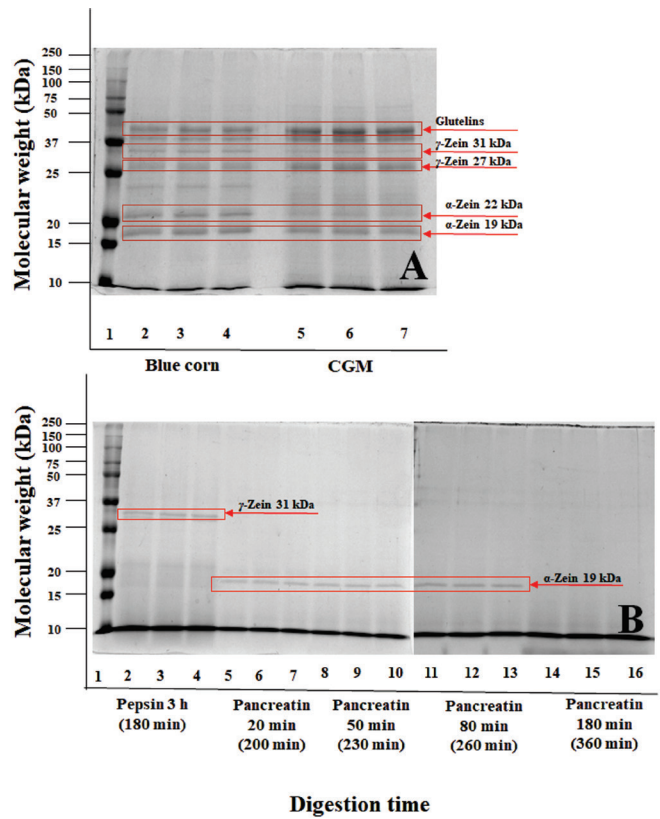 Molecular weight (kDa)
250
150
100
75
50
37
25
20
15
10
Glutelins
γ-Zein 31 kDa
γ-Zein 27 kDa
α-Zein 22 kDa
α-Zein 19 kDa
A
1 2 3 4 5 6 7
Blue corn CGM
Molecular weight (kDa)
250
150
100
75
50
37
25
20
15
10
γ-Zein 31 kDa
α-Zein 19 kDa
B
1 2 3 4 5 6 7 8 9 10 11 12 13 14 15 16
Pepsin 3 h Pancreatin Pancreatin Pancreatin Pancreatin
(180 min) 20 min 50 min 80 min 180 min
(200 min) (230 min) (260 min) (360 min)
Digestion time